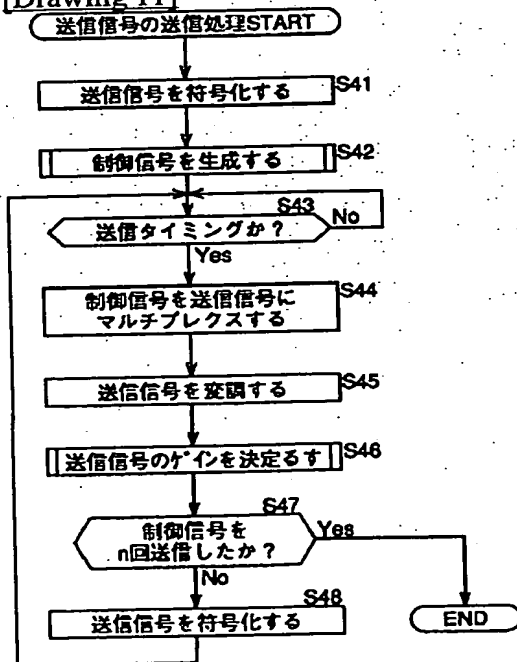 [Drawing 11]
送信信号の送信処理START
送信信号を符号化する
S41
制御信号を生成する
S42
S43
送信タイミングか?
No
Yes
制御信号を送信信号に
マルチプレクスする
S44
送信信号を変調する
S45
送信信号のゲインを決定るす
S46
S47
制御信号を
n回送信したか?
Yes
No
S48
送信信号を符号化する
END